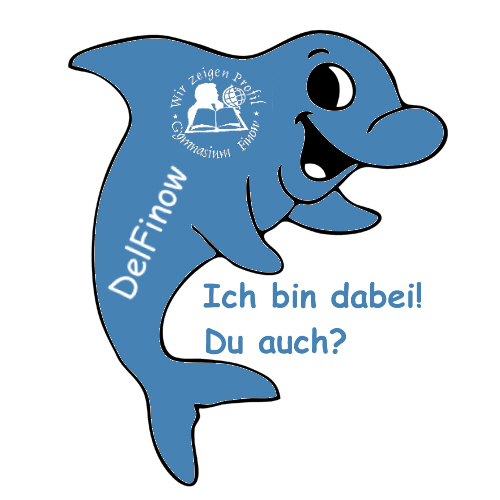 Wir zeigen Profil
* Gymnasium Finow *
DelFinow
Ich bin dabei!
Du auch?